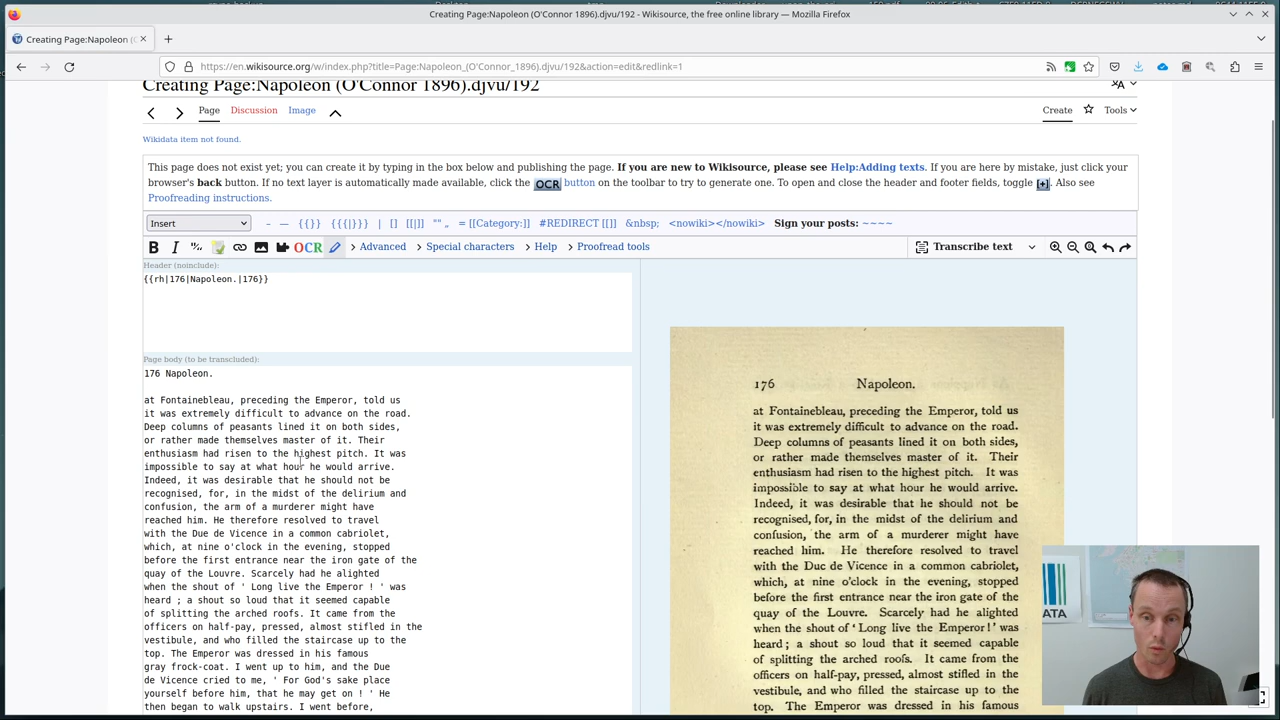 Creating Page:Napoleon (O'Connor 1896).djvu/192 - Wikisource, the free online library — Mozilla Firefox
Creating Page:Napoleon (
https://en.wikisource.org/w/index.php?title=Page:Napoleon_(O'Connor_1896).djvu/192&action=edit&redlink=1
Creating Page:Napoleon (O'Connor 1896).djvu/192
Page Discussion Image Create Tools
Wikidata item not found.
This page does not exist yet; you can create it by typing in the box below and publishing the page. If you are new to Wikisource, please see Help:Adding texts. If you are here by mistake, just click your
browser's back button. If no text layer is automatically made available, click the OCR button on the toolbar to try to generate one. To open and close the header and footer fields, toggle [+]. Also see
Proofreading instructions.
Insert – — {{}} {{{|}}} | [] [[|]] "" „ = [[Category:]] #REDIRECT [[]] &nbsp; <nowiki></nowiki> Sign your posts: ~~~~
B I OCR Advanced Special characters Help Proofread tools Transcribe text
Header (noinclude):
{{rh|176|Napoleon.|176}}
Page body (to be transcluded):
176 Napoleon.
at Fontainebleau, preceding the Emperor, told us
it was extremely difficult to advance on the road.
Deep columns of peasants lined it on both sides,
or rather made themselves master of it. Their
enthusiasm had risen to the highest pitch. It was
impossible to say at what hour he would arrive.
Indeed, it was desirable that he should not be
recognised, for, in the midst of the delirium and
confusion, the arm of a murderer might have
reached him. He therefore resolved to travel
with the Due de Vicence in a common cabriolet,
which, at nine o'clock in the evening, stopped
before the first entrance near the iron gate of the
quay of the Louvre. Scarcely had he alighted
when the shout of ' Long live the Emperor ! ' was
heard ; a shout so loud that it seemed capable
of splitting the arched roofs. It came from the
officers on half-pay, pressed, almost stifled in the
vestibule, and who filled the staircase up to the
top. The Emperor was dressed in his famous
gray frock-coat. I went up to him, and the Due
de Vicence cried to me, ' For God's sake place
yourself before him, that he may get on ! ' He
then began to walk upstairs. I went before,
176 Napoleon.
at Fontainebleau, preceding the Emperor, told us
it was extremely difficult to advance on the road.
Deep columns of peasants lined it on both sides,
or rather made themselves master of it. Their
enthusiasm had risen to the highest pitch. It was
impossible to say at what hour he would arrive.
Indeed, it was desirable that he should not be
recognised, for, in the midst of the delirium and
confusion, the arm of a murderer might have
reached him. He therefore resolved to travel
with the Duc de Vicence in a common cabriolet,
which, at nine o'clock in the evening, stopped
before the first entrance near the iron gate of the
quay of the Louvre. Scarcely had he alighted
when the shout of 'Long live the Emperor!' was
heard; a shout so loud that it seemed capable
of splitting the arched roofs. It came from the
officers on half-pay, pressed, almost stifled in the
vestibule, and who filled the staircase up to the
top. The Emperor was dressed in his famous
ATA